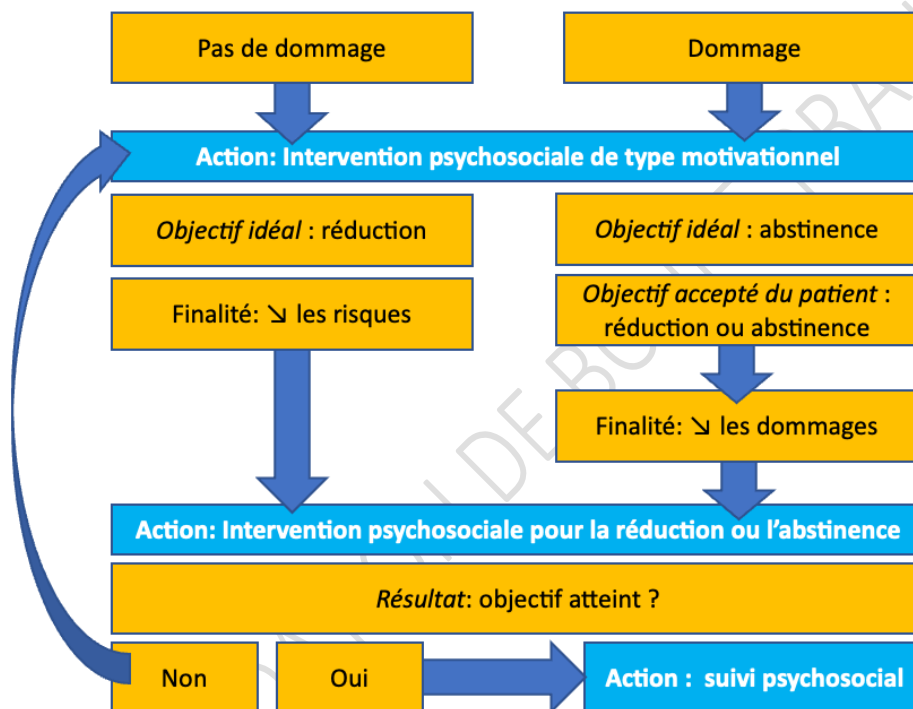 Pas de dommage
Dommage
Action: Intervention psychosociale de type motivationnel
Objectif idéal : réduction
Objectif idéal : abstinence
Finalité: ↘ les risques
Objectif accepté du patient :
réduction ou abstinence
Finalité: ↘ les dommages
Action: Intervention psychosociale pour la réduction ou l’abstinence
Résultat: objectif atteint ?
Non
Oui
Action : suivi psychosocial